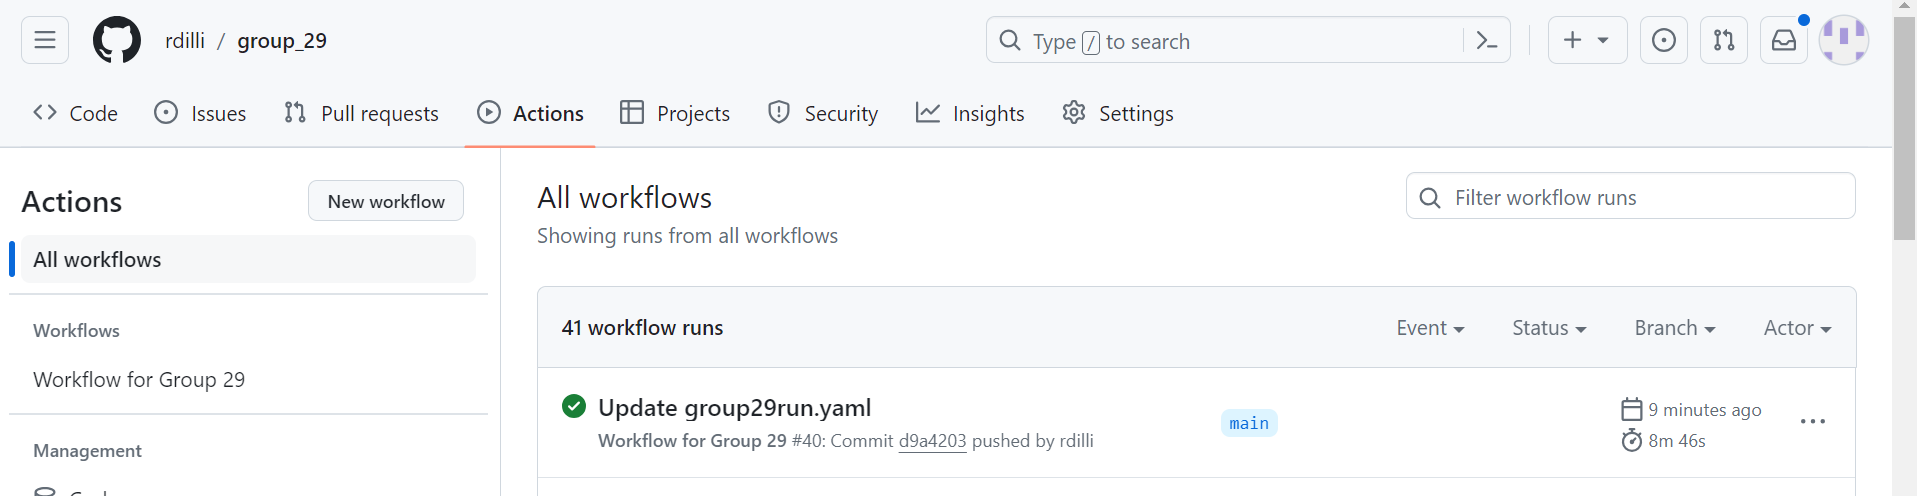 rdilli / group_29
Type / to search
Code
Issues
Pull requests
Actions
Projects
Security
Insights
Settings
Actions
New workflow
All workflows
Workflows
Workflow for Group 29
Management
All workflows
Showing runs from all workflows
Filter workflow runs
41 workflow runs
Event
Status
Branch
Actor
Update group29run.yaml
Workflow for Group 29 #40: Commit d9a4203 pushed by rdilli
main
9 minutes ago
8m 46s